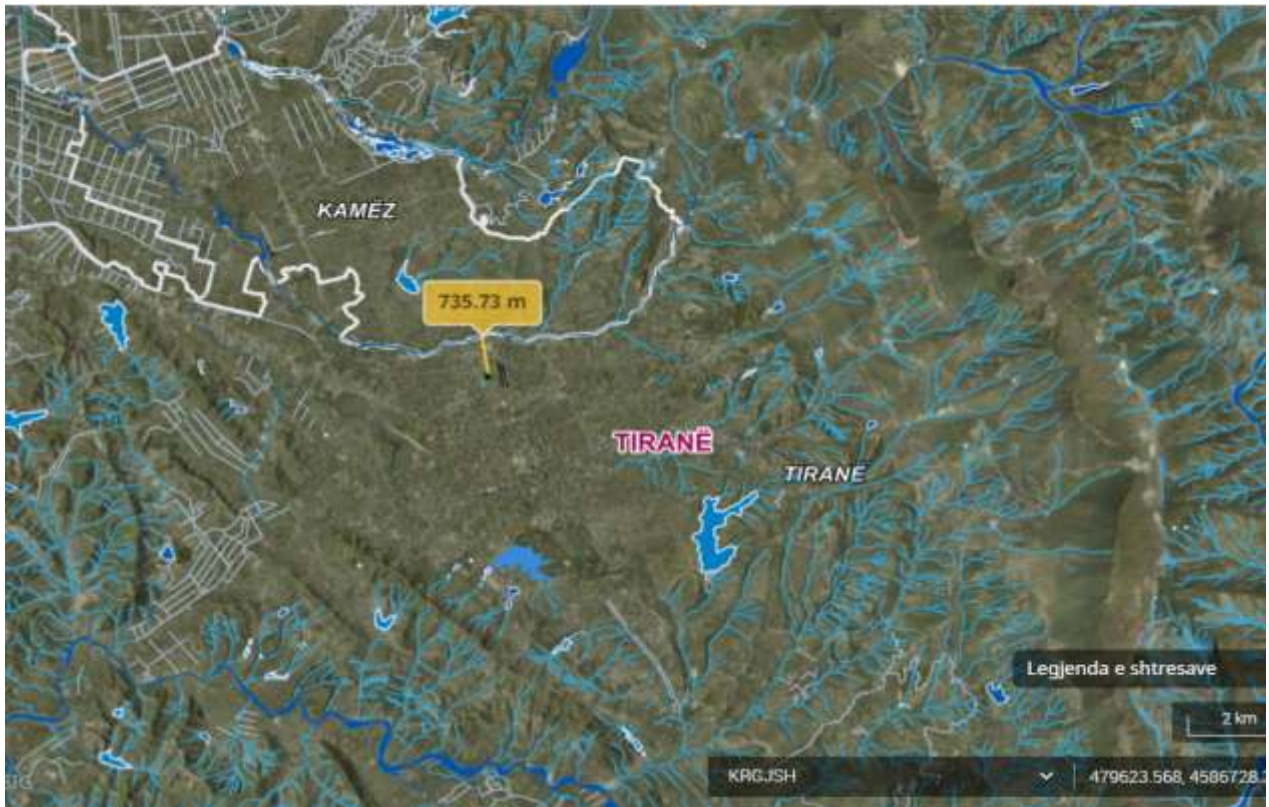 KAMËZ
735.73 m
TIRANË
TIRANË
Legjenda e shtresave
2 km
KRGJSH
479623.568, 4586728.